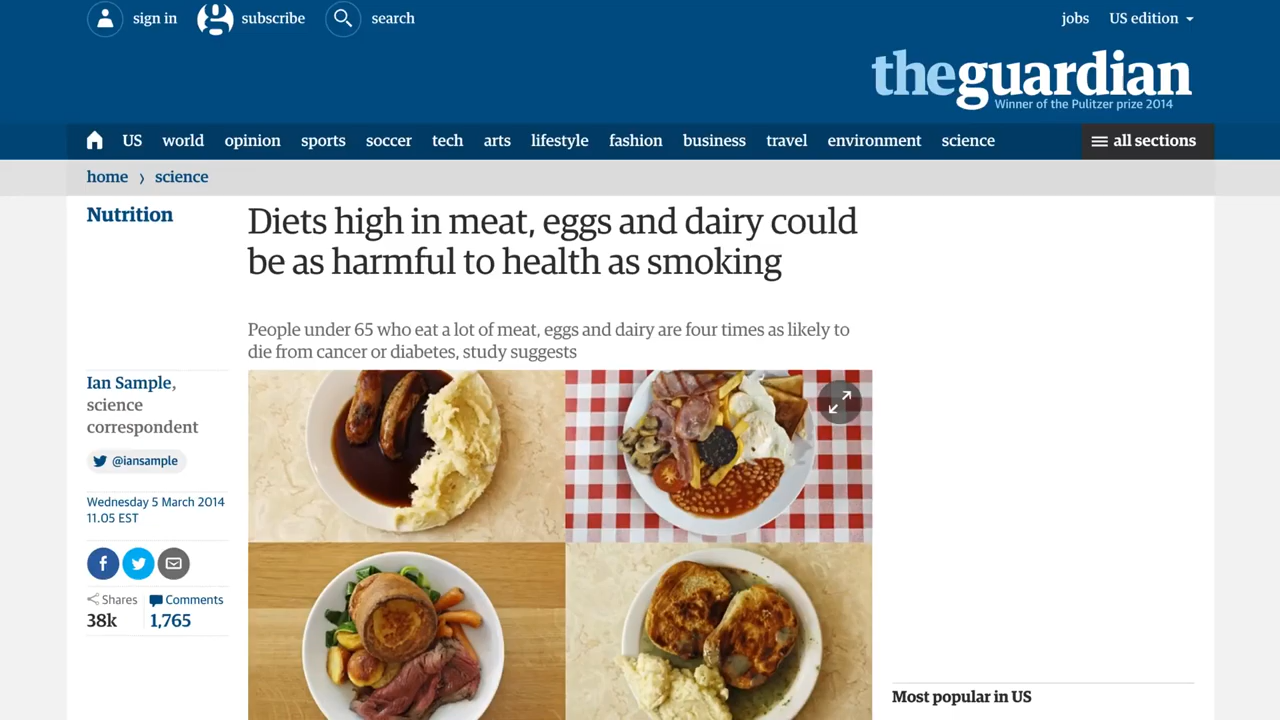 sign in
subscribe
search
jobs
US edition
theguardian
Winner of the Pulitzer prize 2014
US world opinion sports soccer tech arts lifestyle fashion business travel environment science
all sections
home › science
Nutrition
Diets high in meat, eggs and dairy could
be as harmful to health as smoking
People under 65 who eat a lot of meat, eggs and dairy are four times as likely to
die from cancer or diabetes, study suggests
Ian Sample,
science
correspondent
@iansample
Wednesday 5 March 2014
11.05 EST
Shares
38k
Comments
1,765
Most popular in US